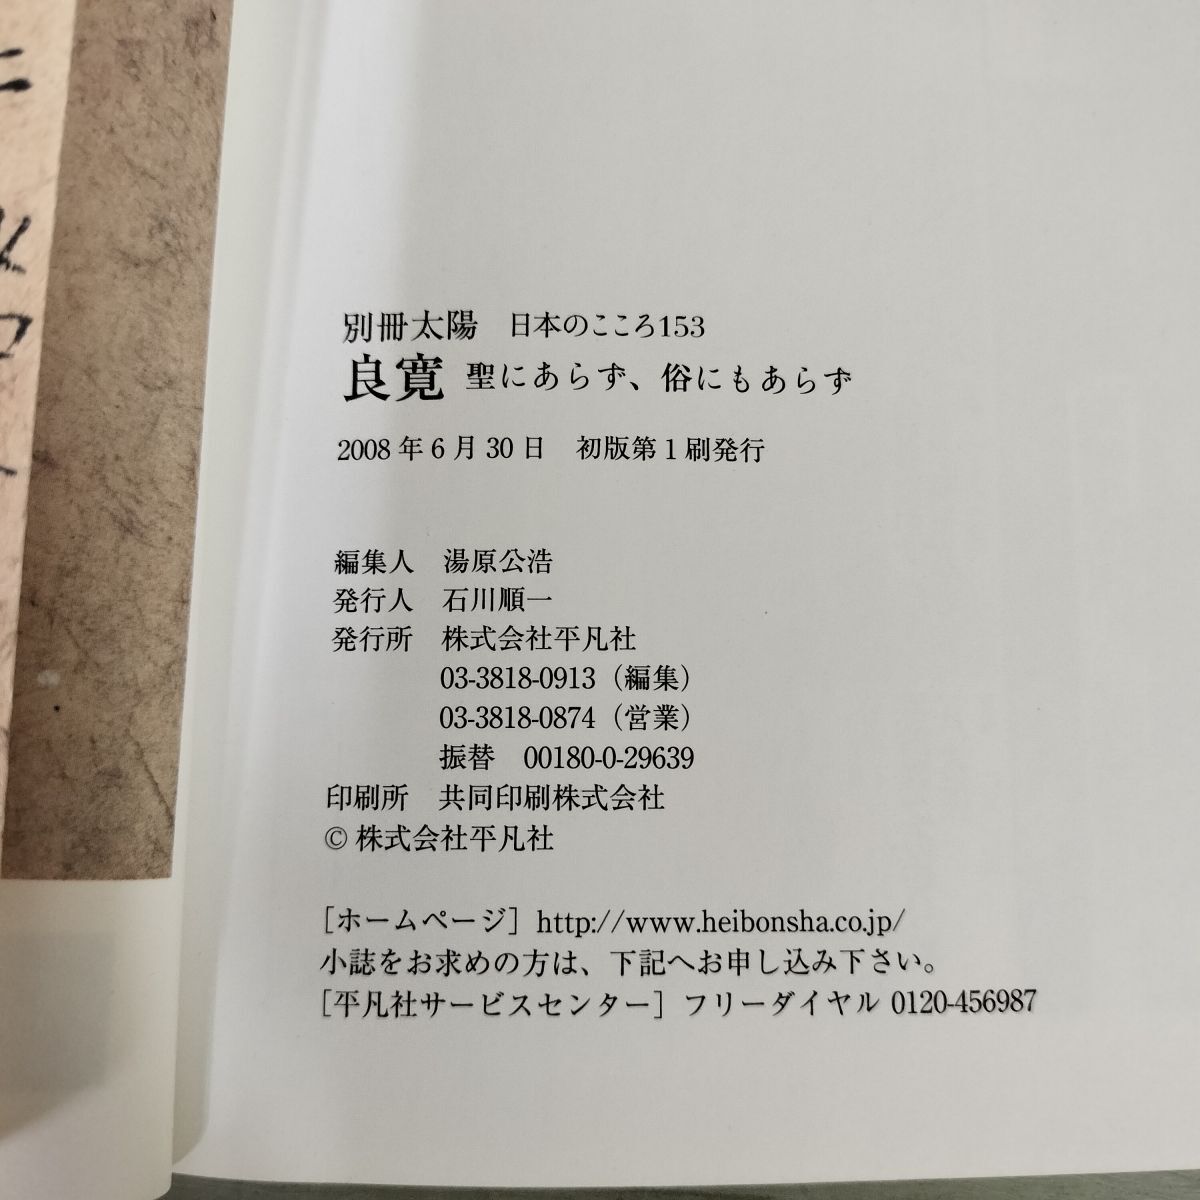 別冊太陽　日本のこころ153
良寛 聖にあらず、俗にもあらず
2008 年 6 月 30 日　初版第 1 刷発行
編集人　湯原公浩
発行人　石川順一
発行所　株式会社平凡社
03-3818-0913（編集）
03-3818-0874（営業）
振替　00180-0-29639
印刷所　共同印刷株式会社
© 株式会社平凡社
［ホームページ］http://www.heibonsha.co.jp/
小誌をお求めの方は、下記へお申し込み下さい。
［平凡社サービスセンター］フリーダイヤル 0120-456987